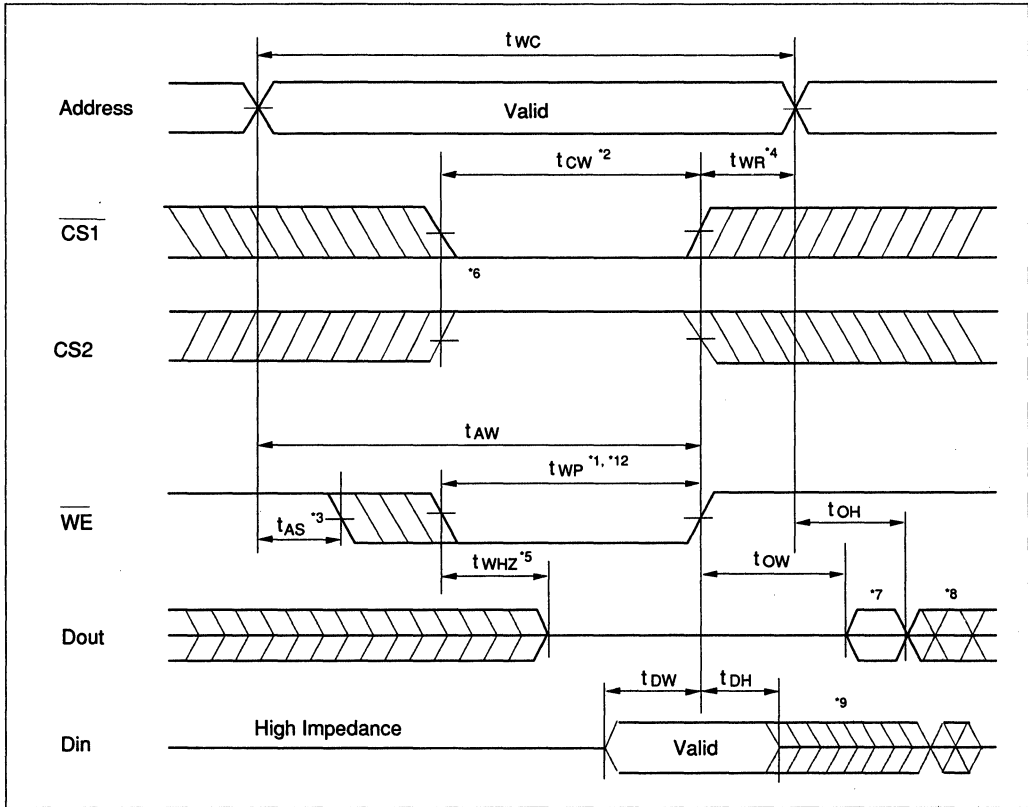 tWC
Address
Valid
tCW *2
tWR *4
CS1
*6
CS2
tAW
tWP *1, *12
WE
tAS *3
tOH
tWHZ *5
tOW
*7
*8
Dout
tDW
tDH
*9
High Impedance
Din
Valid